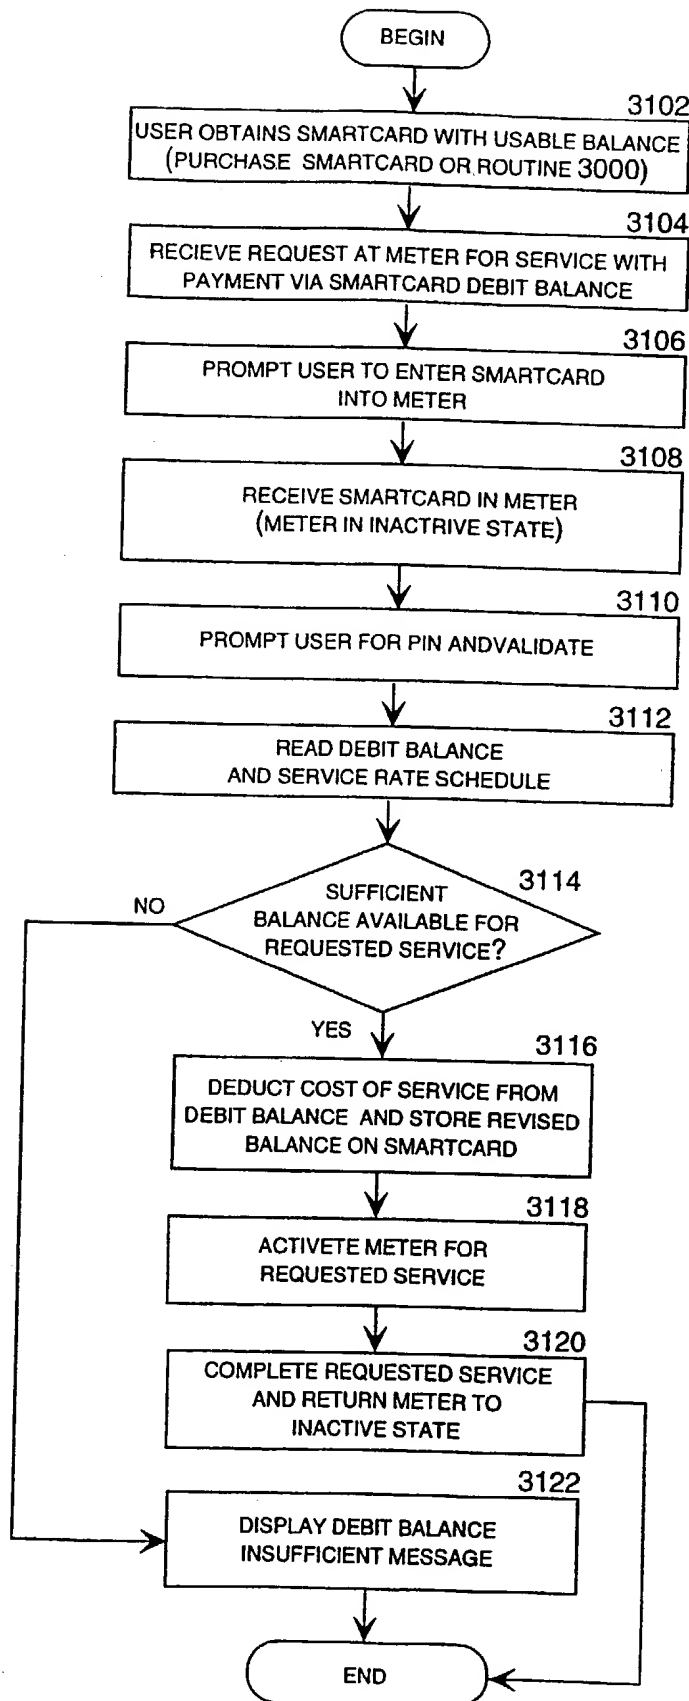 BEGIN
3102
USER OBTAINS SMARTCARD WITH USABLE BALANCE
(PURCHASE SMARTCARD OR ROUTINE 3000)
3104
RECIEVE REQUEST AT METER FOR SERVICE WITH
PAYMENT VIA SMARTCARD DEBIT BALANCE
3106
PROMPT USER TO ENTER SMARTCARD
INTO METER
3108
RECEIVE SMARTCARD IN METER
(METER IN INACTRIVE STATE)
3110
PROMPT USER FOR PIN ANDVALIDATE
3112
READ DEBIT BALANCE
AND SERVICE RATE SCHEDULE
3114
SUFFICIENT
BALANCE AVAILABLE FOR
REQUESTED SERVICE?
NO
YES
3116
DEDUCT COST OF SERVICE FROM
DEBIT BALANCE AND STORE REVISED
BALANCE ON SMARTCARD
3118
ACTIVETE METER FOR
REQUESTED SERVICE
3120
COMPLETE REQUESTED SERVICE
AND RETURN METER TO
INACTIVE STATE
3122
DISPLAY DEBIT BALANCE
INSUFFICIENT MESSAGE
END